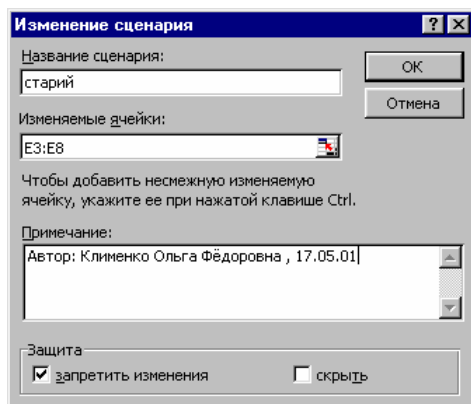 Изменение сценария
Название сценария:
старий
ОК
Отмена
Изменяемые ячейки:
E3:E8
Чтобы добавить несмежную изменяемую
ячейку, укажите ее при нажатой клавише Ctrl.
Примечание:
Автор: Клименко Ольга Фёдоровна , 17.05.01
Защита
запретить изменения
скрыть